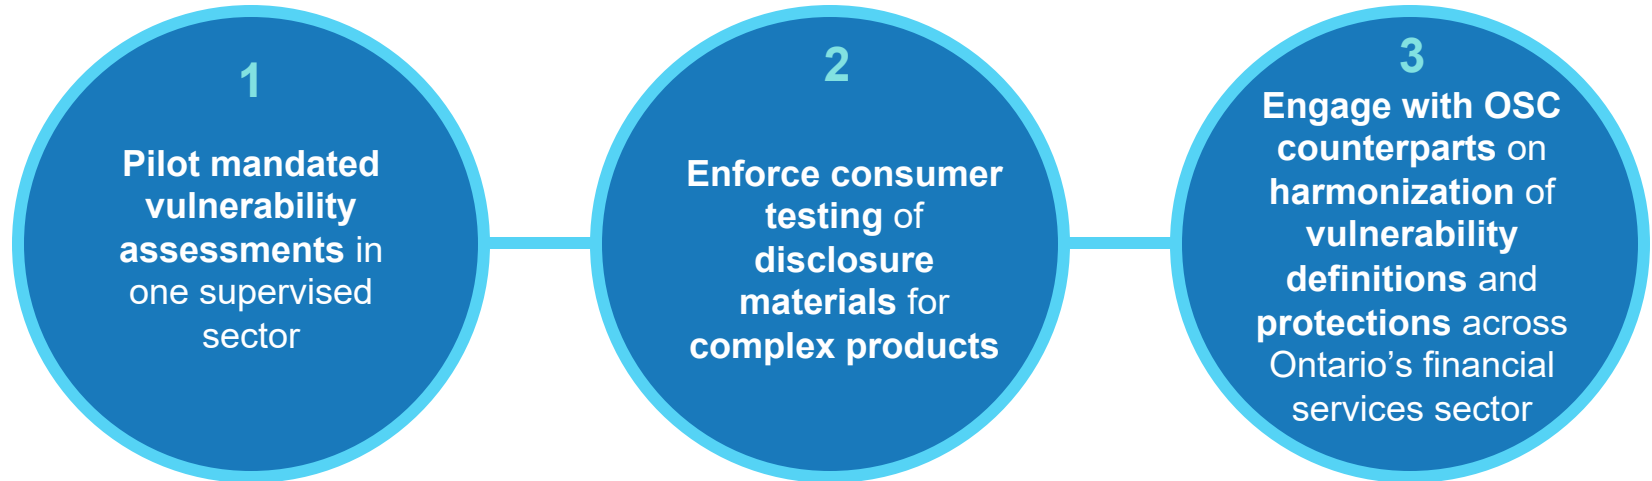 1
Pilot mandated
vulnerability
assessments in
one supervised
sector
2
Enforce consumer
testing of
disclosure
materials for
complex products
3
Engage with OSC
counterparts on
harmonization of
vulnerability
definitions and
protections across
Ontario’s financial
services sector